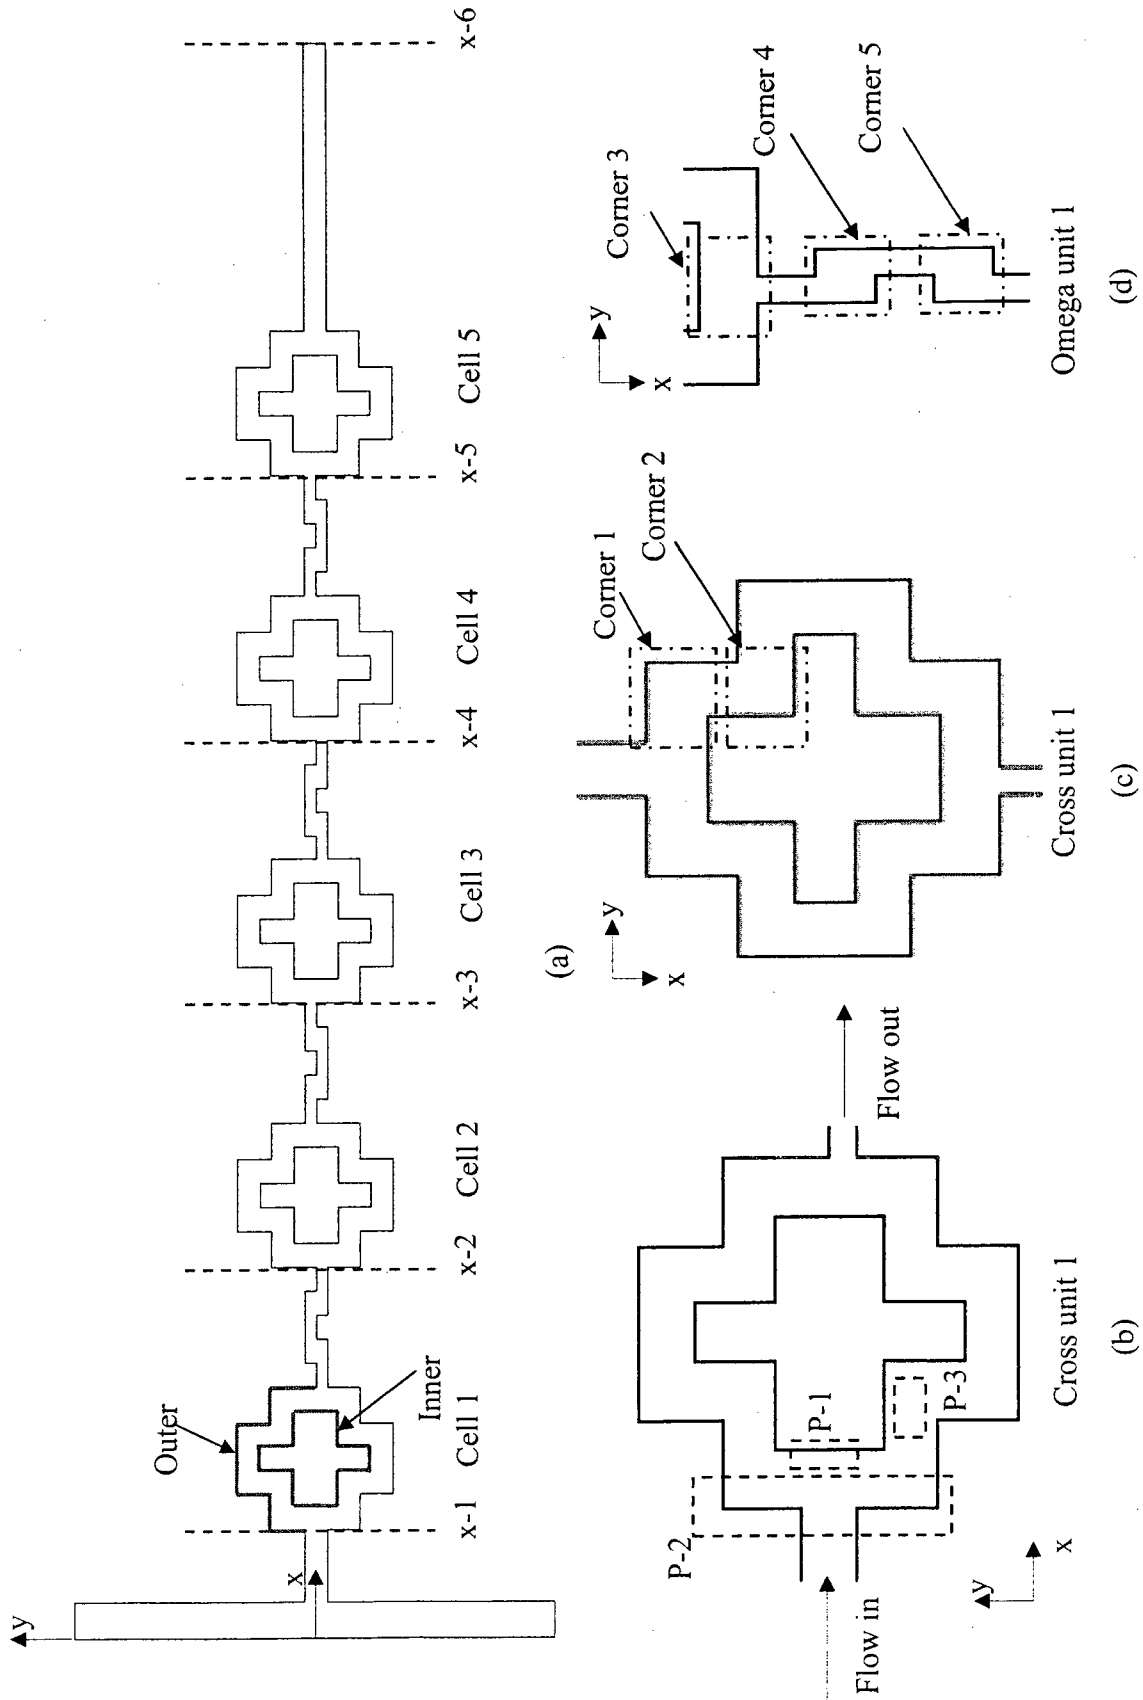 y
x
Outer
Inner
x-1
Cell 1
x-2
Cell 2
x-3
Cell 3
x-4
Cell 4
x-5
Cell 5
x-6
(a)
Flow in
P-2
P-1
P-3
Flow out
y
x
Cross unit 1
(b)
y
x
Corner 1
Corner 2
Cross unit 1
(c)
y
x
Corner 3
Corner 4
Corner 5
Omega unit 1
(d)